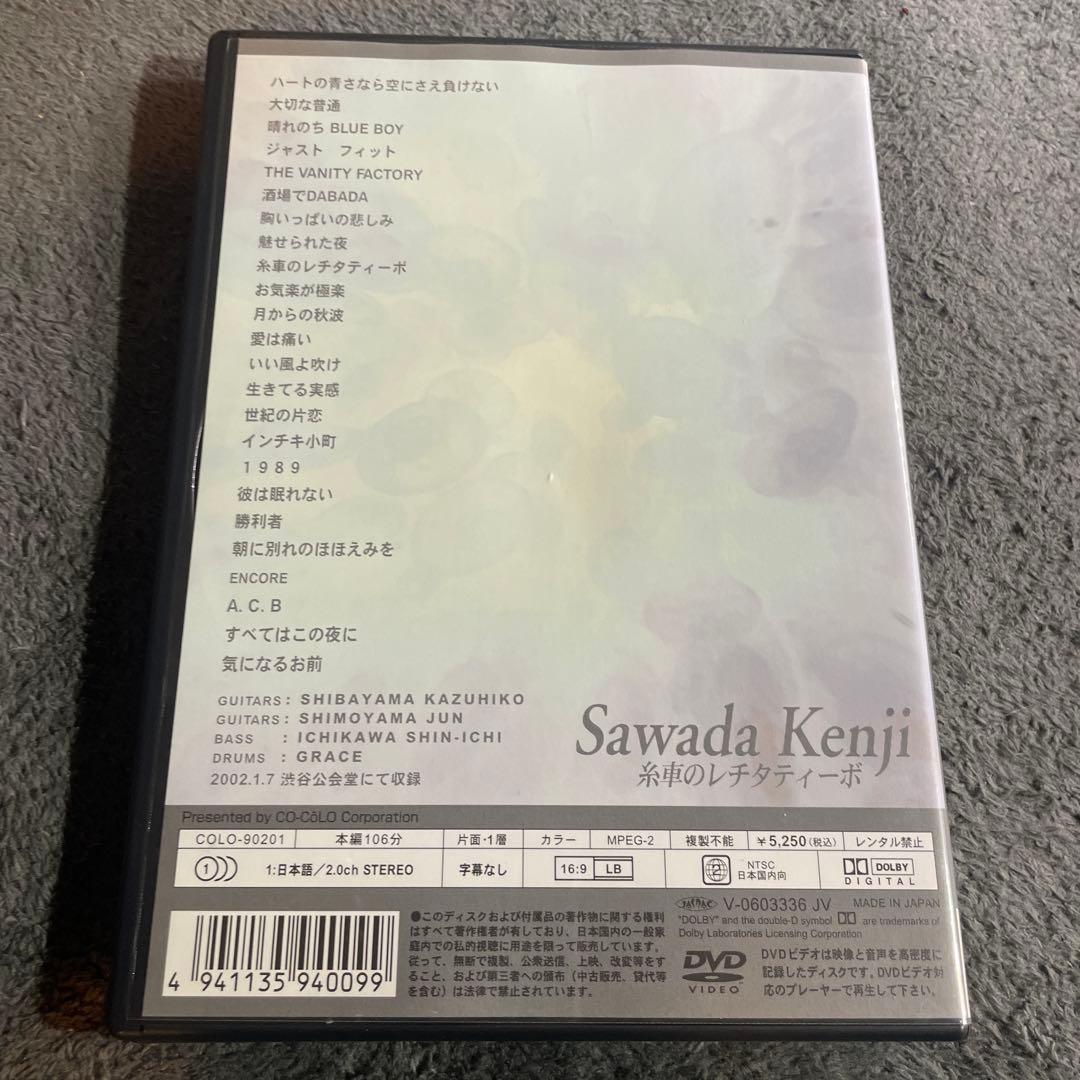 ハートの青さなら空にさえ負けない
大切な普通
晴れのち BLUE BOY
ジャスト フィット
THE VANITY FACTORY
酒場でDABADA
胸いっぱいの悲しみ
魅せられた夜
糸車のレチタティーボ
お気楽が極楽
月からの秋波
愛は痛い
いい風よ吹け
生きてる実感
世紀の片恋
インチキ小町
1989
彼は眠れない
勝利者
朝に別れのほほえみを
ENCORE
A.C.B
すべてはこの夜に
気になるお前
GUITARS : SHIBAYAMA KAZUHIKO
GUITARS : SHIMOYAMA JUN
BASS : ICHIKAWA SHIN-ICHI
DRUMS : GRACE
2002.1.7 渋谷公会堂にて収録
Sawada Kenji
糸車のレチタティーボ
Presented by CO-CōLO Corporation
COLO-90201 本編106分 片面・1層 カラー MPEG-2 複製不能 ¥5,250(税込) レンタル禁止
1 1:日本語/2.0ch STEREO 字幕なし 16:9 LB 2 NTSC 日本国内向 DOLBY DIGITAL
V-0603336 JV MADE IN JAPAN
"DOLBY" and the double-D symbol are trademarks of
Dolby Laboratories Licensing Corporation
4 941135 940099
●このディスクおよび付属品の著作物に関する権利
はすべて著作権者が有しており、日本国内の一般家
庭内での私的視聴に用途を限って販売しています。
従って、無断で複製、公衆送信、上映、改変等をす
ること、および第三者への頒布（中古販売、貸代等
を含む）は法律で禁止されています。
DVD VIDEO
DVDビデオは映像と音声を高密度に
記録したディスクです。DVDビデオ対
応のプレーヤーで再生して下さい。